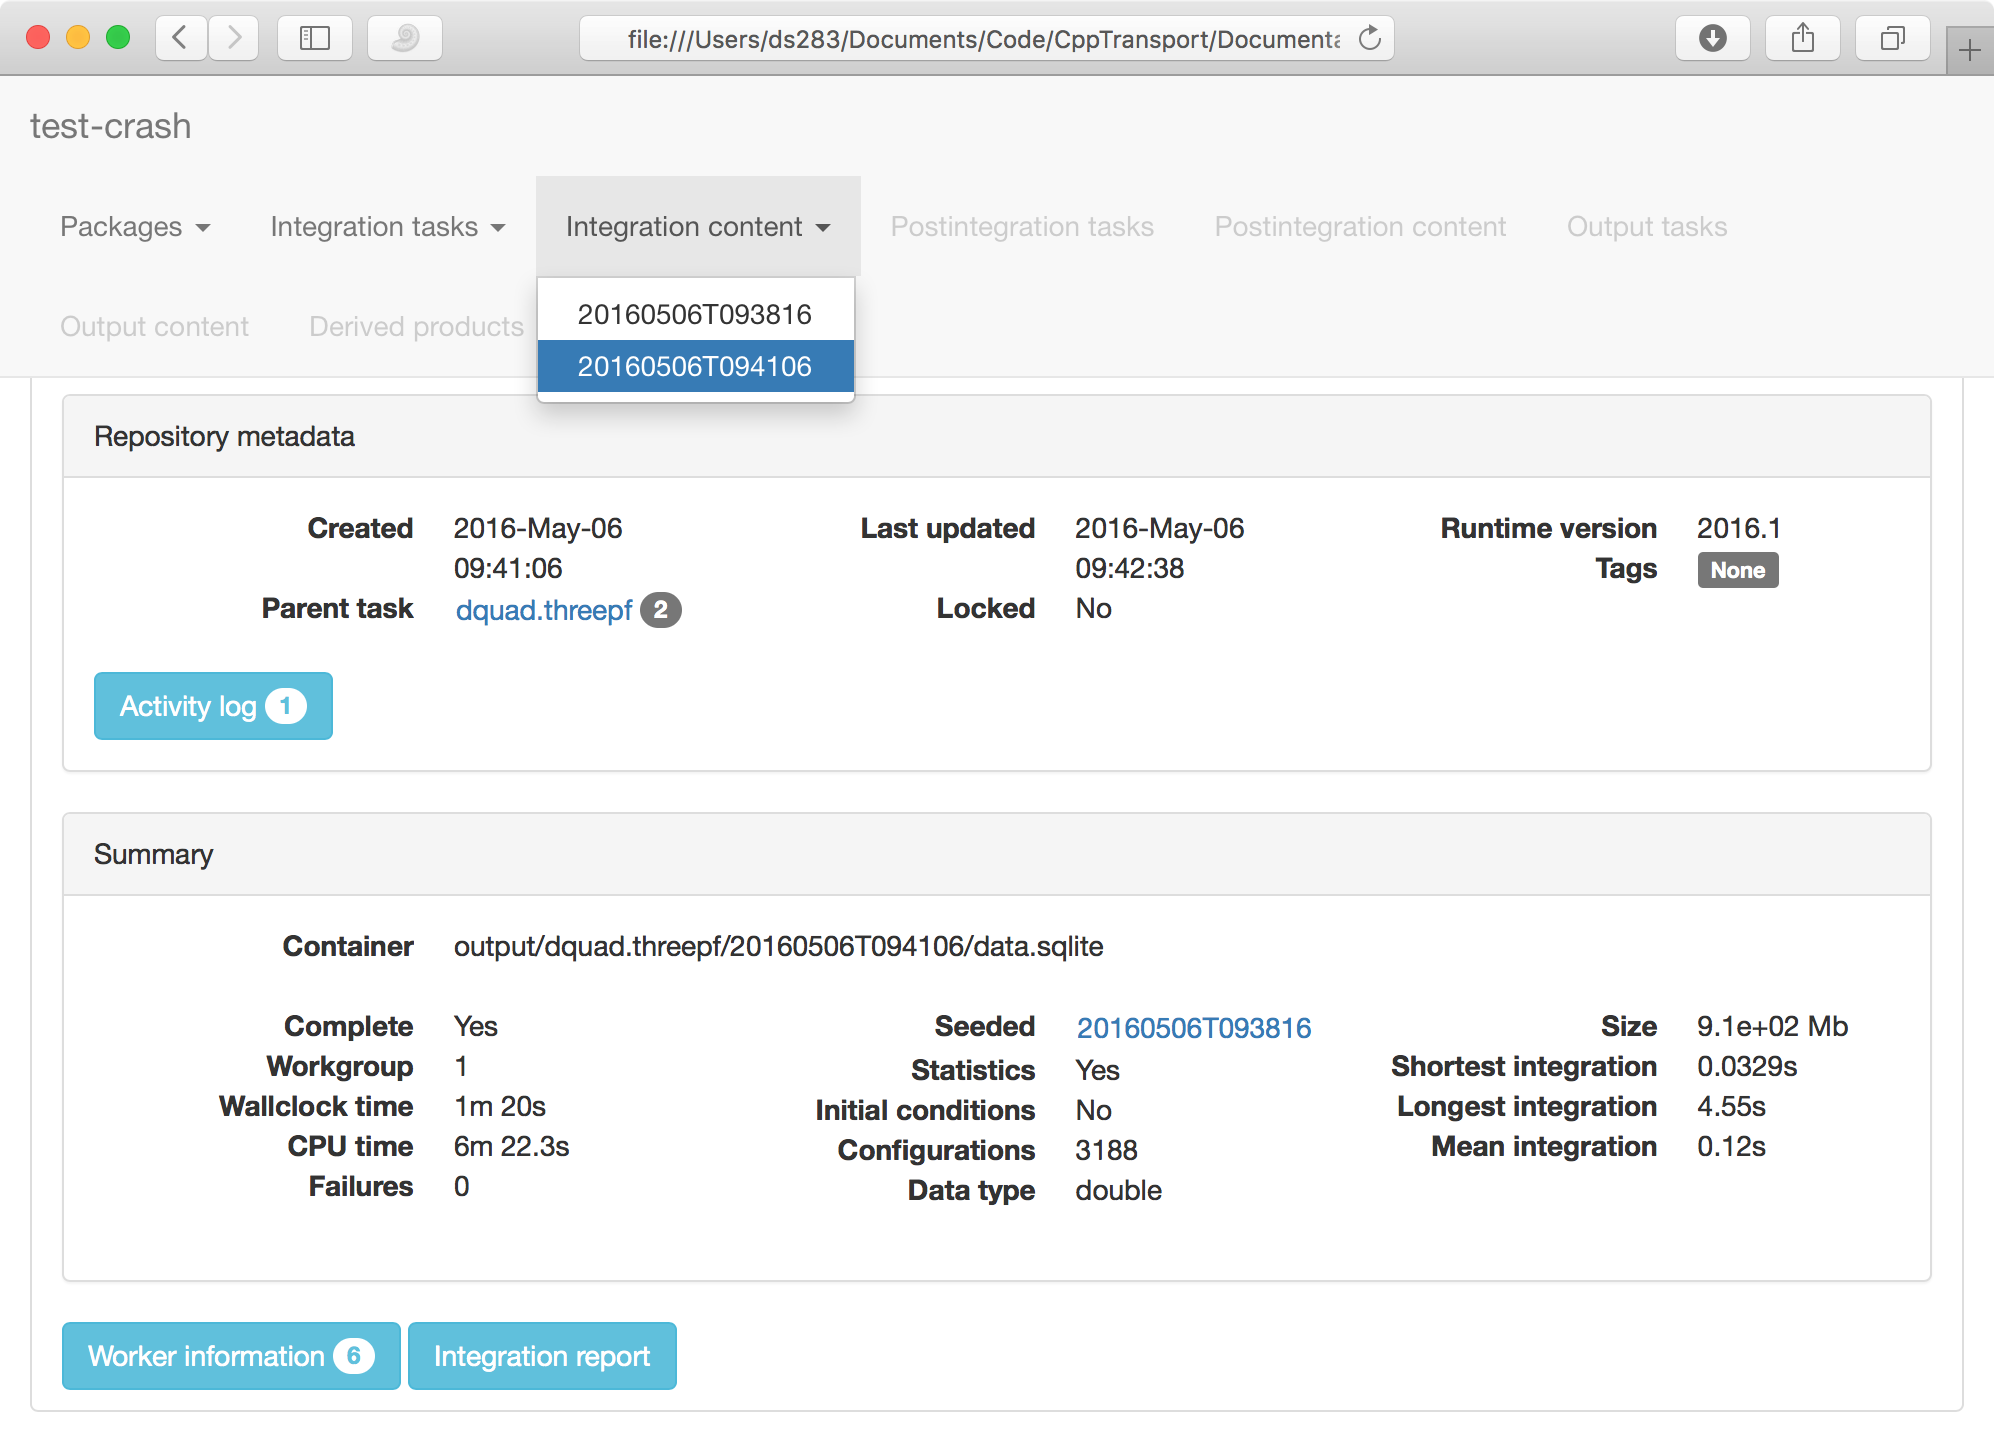 file:///Users/ds283/Documents/Code/CppTransport/Documenta
test-crash
Packages Integration tasks Integration content Postintegration tasks Postintegration content Output tasks
Output content Derived products
20160506T093816
20160506T094106
Repository metadata
Created 2016-May-06 09:41:06
Parent task dquad.threepf 2
Last updated 2016-May-06 09:42:38
Locked No
Runtime version 2016.1
Tags None
Activity log 1
Summary
Container output/dquad.threepf/20160506T094106/data.sqlite
Complete Yes
Workgroup 1
Wallclock time 1m 20s
CPU time 6m 22.3s
Failures 0
Seeded 20160506T093816
Statistics Yes
Initial conditions No
Configurations 3188
Data type double
Size 9.1e+02 Mb
Shortest integration 0.0329s
Longest integration 4.55s
Mean integration 0.12s
Worker information 6 Integration report